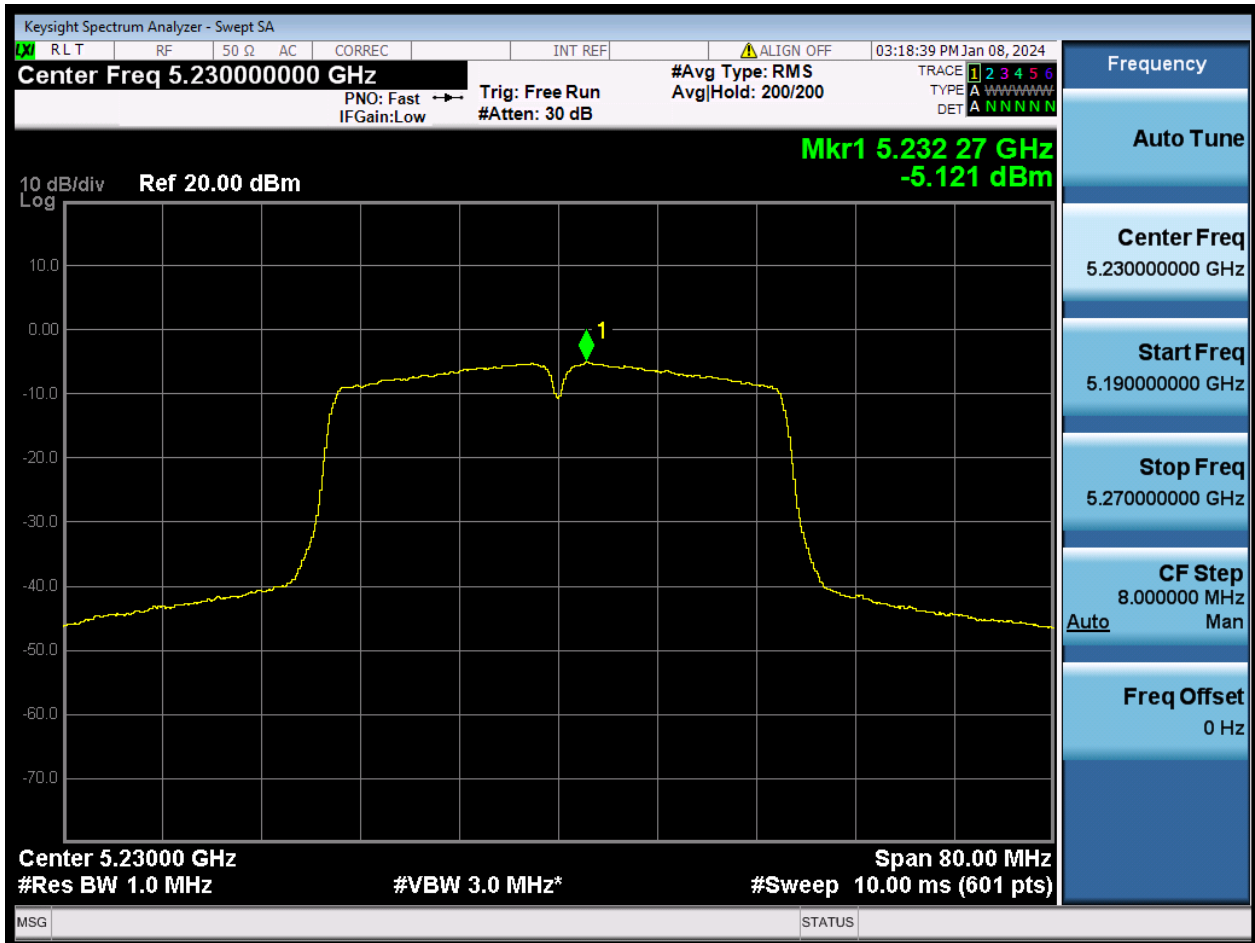 Keysight Spectrum Analyzer - Swept SA
LXI RLT RF 50 Ω AC CORREC INT REF ALIGN OFF 03:18:39 PM Jan 08, 2024
Center Freq 5.230000000 GHz
PNO: Fast
IFGain:Low
Trig: Free Run
#Atten: 30 dB
#Avg Type: RMS
Avg|Hold: 200/200
TRACE 1 2 3 4 5 6
TYPE A WWWWW
DET A N N N N N
Mkr1 5.232 27 GHz
-5.121 dBm
10 dB/div Ref 20.00 dBm
Log
10.0
0.00
-10.0
-20.0
-30.0
-40.0
-50.0
-60.0
-70.0
1
Center 5.23000 GHz Span 80.00 MHz
#Res BW 1.0 MHz #VBW 3.0 MHz* #Sweep 10.00 ms (601 pts)
MSG STATUS
Frequency
Auto Tune
Center Freq
5.230000000 GHz
Start Freq
5.190000000 GHz
Stop Freq
5.270000000 GHz
CF Step
8.000000 MHz
Auto Man
Freq Offset
0 Hz